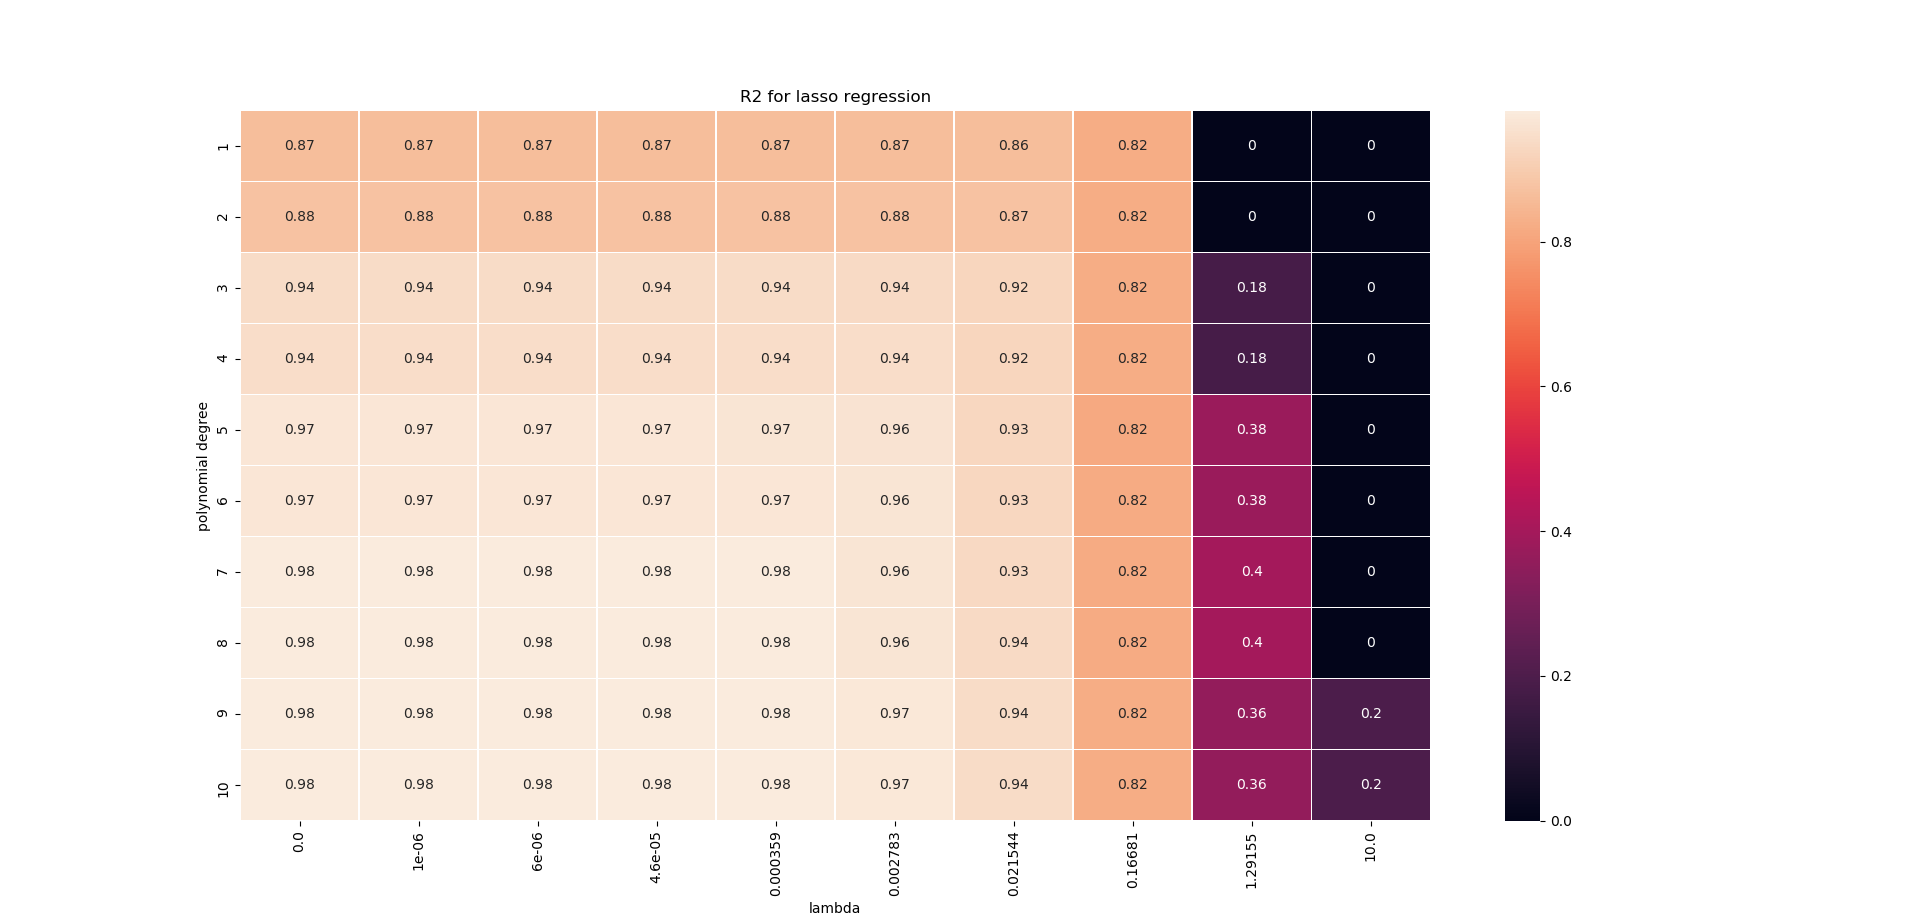 R2 for lasso regression
polynomial degree
1 0.87 0.87 0.87 0.87 0.87 0.87 0.86 0.82 0 0
2 0.88 0.88 0.88 0.88 0.88 0.88 0.87 0.82 0 0
3 0.94 0.94 0.94 0.94 0.94 0.94 0.92 0.82 0.18 0
4 0.94 0.94 0.94 0.94 0.94 0.94 0.92 0.82 0.18 0
5 0.97 0.97 0.97 0.97 0.97 0.96 0.93 0.82 0.38 0
6 0.97 0.97 0.97 0.97 0.97 0.96 0.93 0.82 0.38 0
7 0.98 0.98 0.98 0.98 0.98 0.96 0.93 0.82 0.4 0
8 0.98 0.98 0.98 0.98 0.98 0.96 0.94 0.82 0.4 0
9 0.98 0.98 0.98 0.98 0.98 0.97 0.94 0.82 0.36 0.2
10 0.98 0.98 0.98 0.98 0.98 0.97 0.94 0.82 0.36 0.2
0.0 1e-06 6e-06 4.6e-05 0.000359 0.002783 0.021544 0.16681 1.29155 10.0
lambda
0.8
0.6
0.4
0.2
0.0